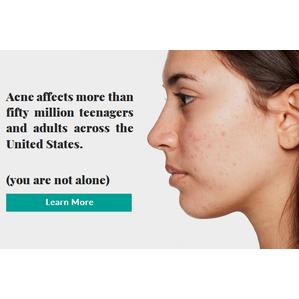 Acne affects more than
fifty million teenagers
and adults across the
United States.
(you are not alone)
Learn More